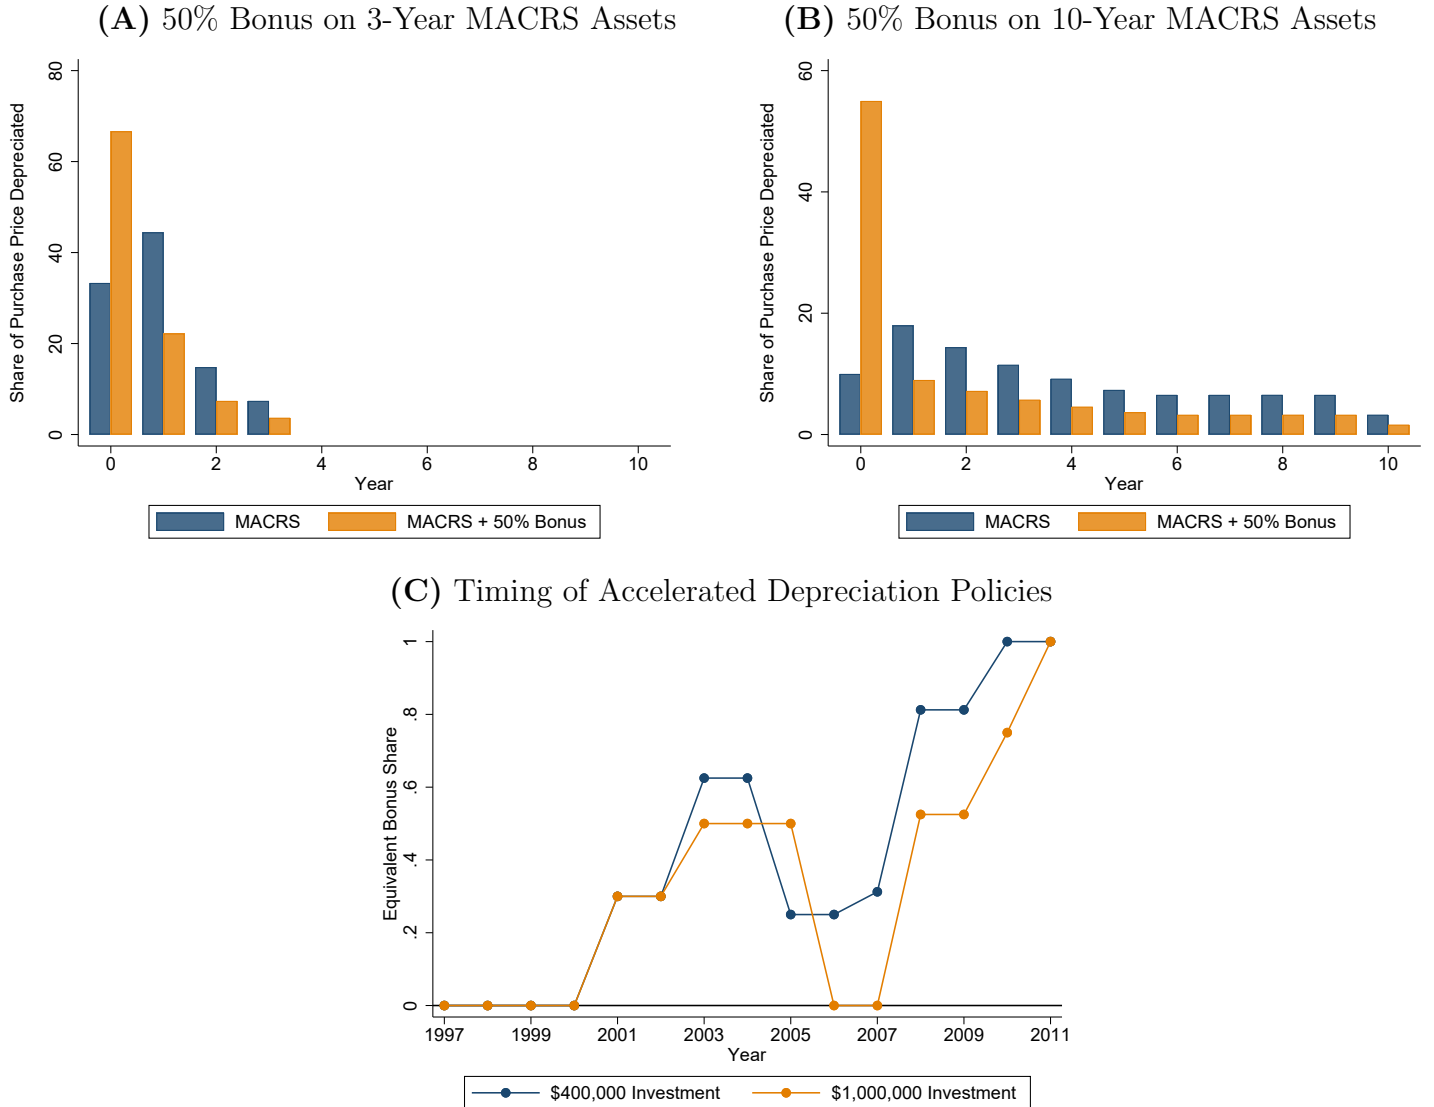 (A) 50% Bonus on 3-Year MACRS Assets
Share of Purchase Price Depreciated
80
60
40
20
0
0 2 4 6 8 10
Year
MACRS MACRS + 50% Bonus
(B) 50% Bonus on 10-Year MACRS Assets
Share of Purchase Price Depreciated
60
40
20
0
0 2 4 6 8 10
Year
MACRS MACRS + 50% Bonus
(C) Timing of Accelerated Depreciation Policies
Equivalent Bonus Share
1
.8
.6
.4
.2
0
1997 1999 2001 2003 2005 2007 2009 2011
Year
$400,000 Investment $1,000,000 Investment